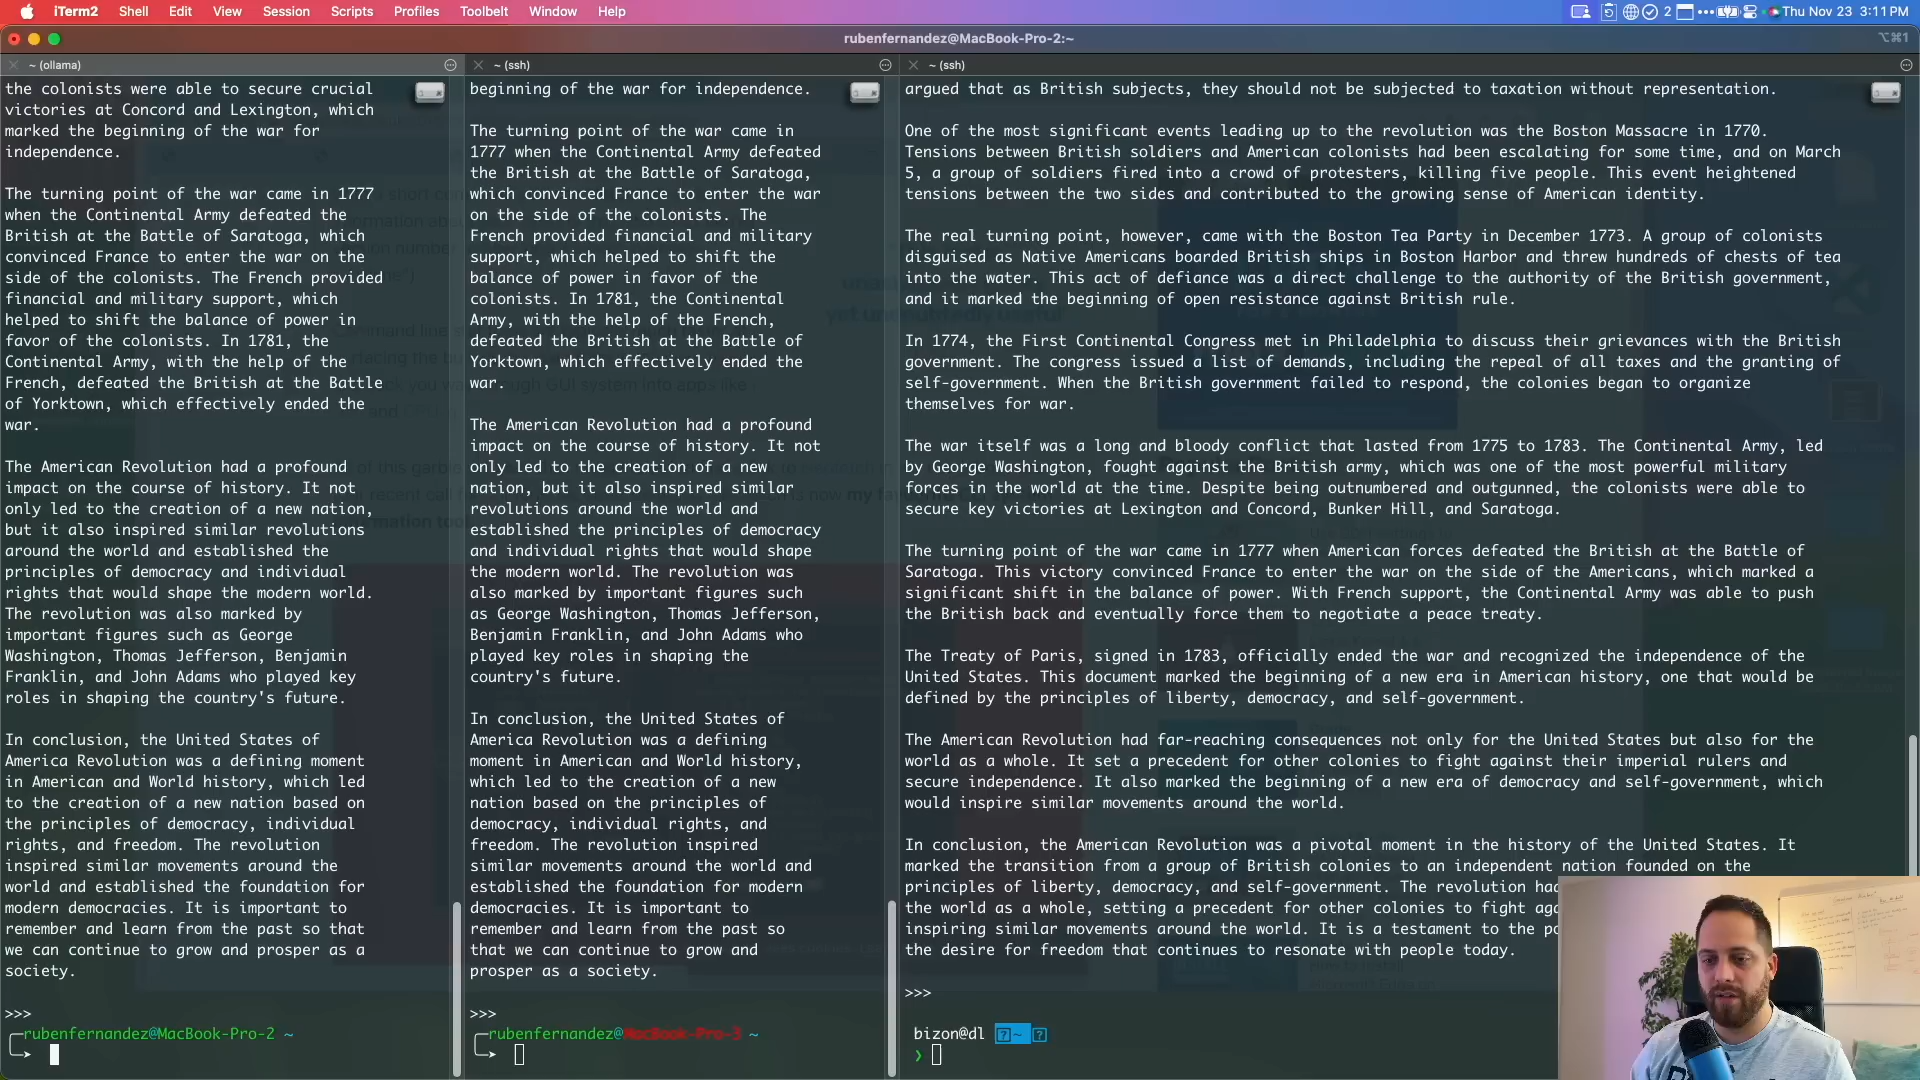 iTerm2 Shell Edit View Session Scripts Profiles Toolbelt Window Help
2 Thu Nov 23 3:11PM
rubenfernandez@MacBook-Pro-2:~
⌥⌘1
~ (ollama)
the colonists were able to secure crucial
victories at Concord and Lexington, which
marked the beginning of the war for
independence.
The turning point of the war came in 1777
when the Continental Army defeated the
British at the Battle of Saratoga, which
convinced France to enter the war on the
side of the colonists. The French provided
financial and military support, which
helped to shift the balance of power in
favor of the colonists. In 1781, the
Continental Army, with the help of the
French, defeated the British at the Battle
of Yorktown, which effectively ended the
war.
The American Revolution had a profound
impact on the course of history. It not
only led to the creation of a new nation,
but it also inspired similar revolutions
around the world and established the
principles of democracy and individual
rights that would shape the modern world.
The revolution was also marked by
important figures such as George
Washington, Thomas Jefferson, Benjamin
Franklin, and John Adams who played key
roles in shaping the country's future.
In conclusion, the United States of
America Revolution was a defining moment
in American and World history, which led
to the creation of a new nation based on
the principles of democracy, individual
rights, and freedom. The revolution
inspired similar movements around the
world and established the foundation for
modern democracies. It is important to
remember and learn from the past so that
we can continue to grow and prosper as a
society.
>>>
rubenfernandez@MacBook-Pro-2 ~
~ (ssh)
beginning of the war for independence.
The turning point of the war came in
1777 when the Continental Army defeated
the British at the Battle of Saratoga,
which convinced France to enter the war
on the side of the colonists. The
French provided financial and military
support, which helped to shift the
balance of power in favor of the
colonists. In 1781, the Continental
Army, with the help of the French,
defeated the British at the Battle of
Yorktown, which effectively ended the
war.
The American Revolution had a profound
impact on the course of history. It not
only led to the creation of a new
nation, but it also inspired similar
revolutions around the world and
established the principles of democracy
and individual rights that would shape
the modern world. The revolution was
also marked by important figures such
as George Washington, Thomas Jefferson,
Benjamin Franklin, and John Adams who
played key roles in shaping the
country's future.
In conclusion, the United States of
America Revolution was a defining
moment in American and World history,
which led to the creation of a new
nation based on the principles of
democracy, individual rights, and
freedom. The revolution inspired
similar movements around the world and
established the foundation for modern
democracies. It is important to
remember and learn from the past so
that we can continue to grow and
prosper as a society.
>>>
rubenfernandez@MacBook-Pro-3 ~
~ (ssh)
argued that as British subjects, they should not be subjected to taxation without representation.
One of the most significant events leading up to the revolution was the Boston Massacre in 1770.
Tensions between British soldiers and American colonists had been escalating for some time, and on March
5, a group of soldiers fired into a crowd of protesters, killing five people. This event heightened
tensions between the two sides and contributed to the growing sense of American identity.
The real turning point, however, came with the Boston Tea Party in December 1773. A group of colonists
disguised as Native Americans boarded British ships in Boston Harbor and threw hundreds of chests of tea
into the water. This act of defiance was a direct challenge to the authority of the British government,
and it marked the beginning of open resistance against British rule.
In 1774, the First Continental Congress met in Philadelphia to discuss their grievances with the British
government. The congress issued a list of demands, including the repeal of all taxes and the granting of
self-government. When the British government failed to respond, the colonies began to organize
themselves for war.
The war itself was a long and bloody conflict that lasted from 1775 to 1783. The Continental Army, led
by George Washington, fought against the British army, which was one of the most powerful military
forces in the world at the time. Despite being outnumbered and outgunned, the colonists were able to
secure key victories at Lexington and Concord, Bunker Hill, and Saratoga.
The turning point of the war came in 1777 when American forces defeated the British at the Battle of
Saratoga. This victory convinced France to enter the war on the side of the Americans, which marked a
significant shift in the balance of power. With French support, the Continental Army was able to push
the British back and eventually force them to negotiate a peace treaty.
The Treaty of Paris, signed in 1783, officially ended the war and recognized the independence of the
United States. This document marked the beginning of a new era in American history, one that would be
defined by the principles of liberty, democracy, and self-government.
The American Revolution had far-reaching consequences not only for the United States but also for the
world as a whole. It set a precedent for other colonies to fight against their imperial rulers and
secure independence. It also marked the beginning of a new era of democracy and self-government, which
would inspire similar movements around the world.
In conclusion, the American Revolution was a pivotal moment in the history of the United States. It
marked the transition from a group of British colonies to an independent nation founded on the
principles of liberty, democracy, and self-government. The revolution had
the world as a whole, setting a precedent for other colonies to fight
inspiring similar movements around the world. It is a testament to the
the desire for freedom that continues to resonate with people today.
>>>
bizon@dl ~
❯